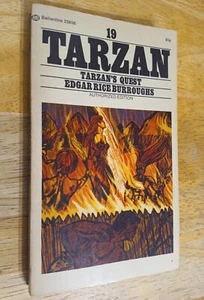 19
TARZAN
TARZAN'S QUEST
EDGAR RICE BURROUGHS
AUTHORIZED EDITION